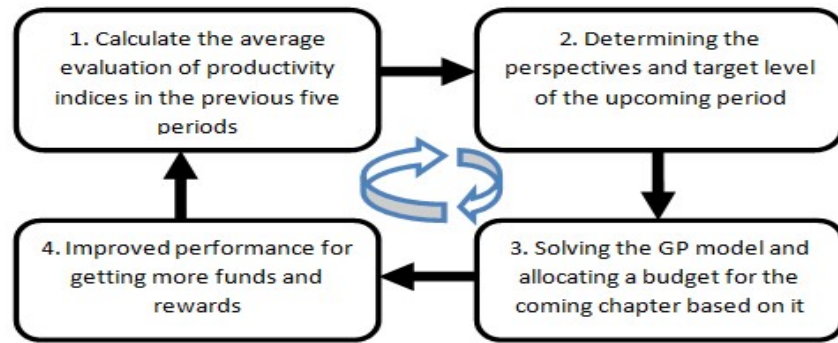 1. Calculate the average
evaluation of productivity
indices in the previous five
periods
2. Determining the
perspectives and target level
of the upcoming period
3. Solving the GP model and
allocating a budget for the
coming chapter based on it
4. Improved performance for
getting more funds and
rewards